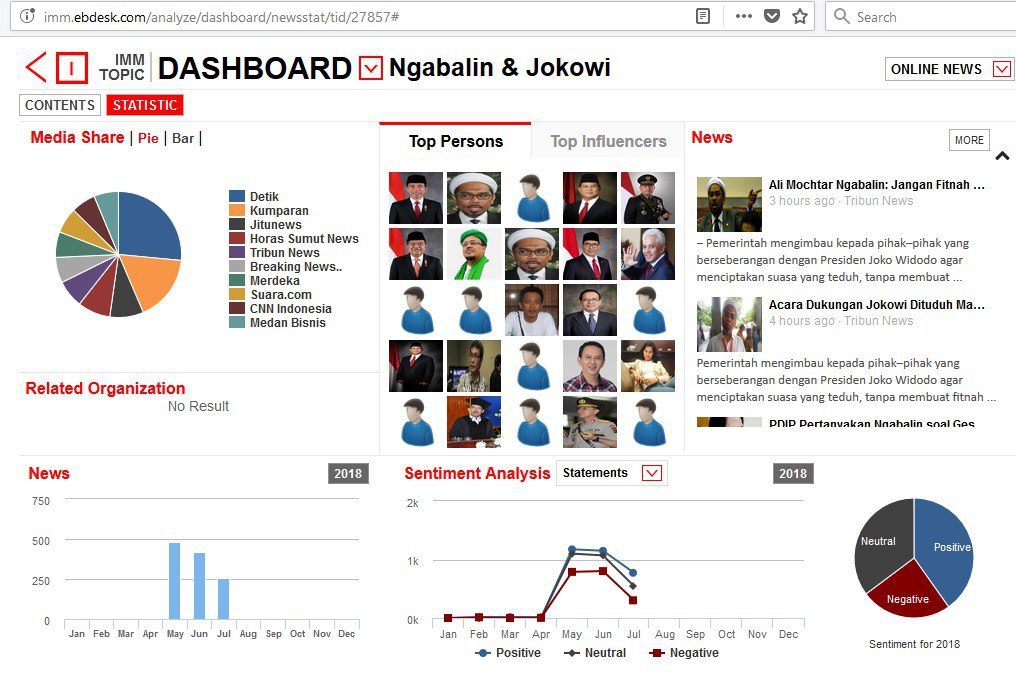 imm.ebdesk.com/analyze/dashboard/newsstat/tid/27857#
Search
IMM
TOPIC
DASHBOARD
Ngabalin & Jokowi
ONLINE NEWS
CONTENTS
STATISTIC
Media Share | Pie | Bar |
Detik
Kumparan
Jitunews
Horas Sumut News
Tribun News
Breaking News..
Merdeka
Suara.com
CNN Indonesia
Medan Bisnis
Related Organization
No Result
Top Persons
Top Influencers
News
MORE
Ali Mochtar Ngabalin: Jangan Fitnah ...
3 hours ago · Tribun News
– Pemerintah mengimbau kepada pihak–pihak yang
berseberangan dengan Presiden Joko Widodo agar
menciptakan suasa yang teduh, tanpa membuat ...
Acara Dukungan Jokowi Dituduh Ma...
4 hours ago · Tribun News
Pemerintah mengimbau kepada pihak–pihak yang
berseberangan dengan Presiden Joko Widodo agar
menciptakan suasa yang teduh, tanpa membuat fitnah ...
PDIP Pertanyakan Ngabalin soal Ges
News
2018
750
500
250
0
Jan Feb Mar Apr May Jun Jul Aug Sep Oct Nov Dec
Sentiment Analysis
Statements
2018
2k
1k
0k
Jan Feb Mar Apr May Jun Jul Aug Sep Oct Nov Dec
Positive Neutral Negative
Neutral
Positive
Negative
Sentiment for 2018